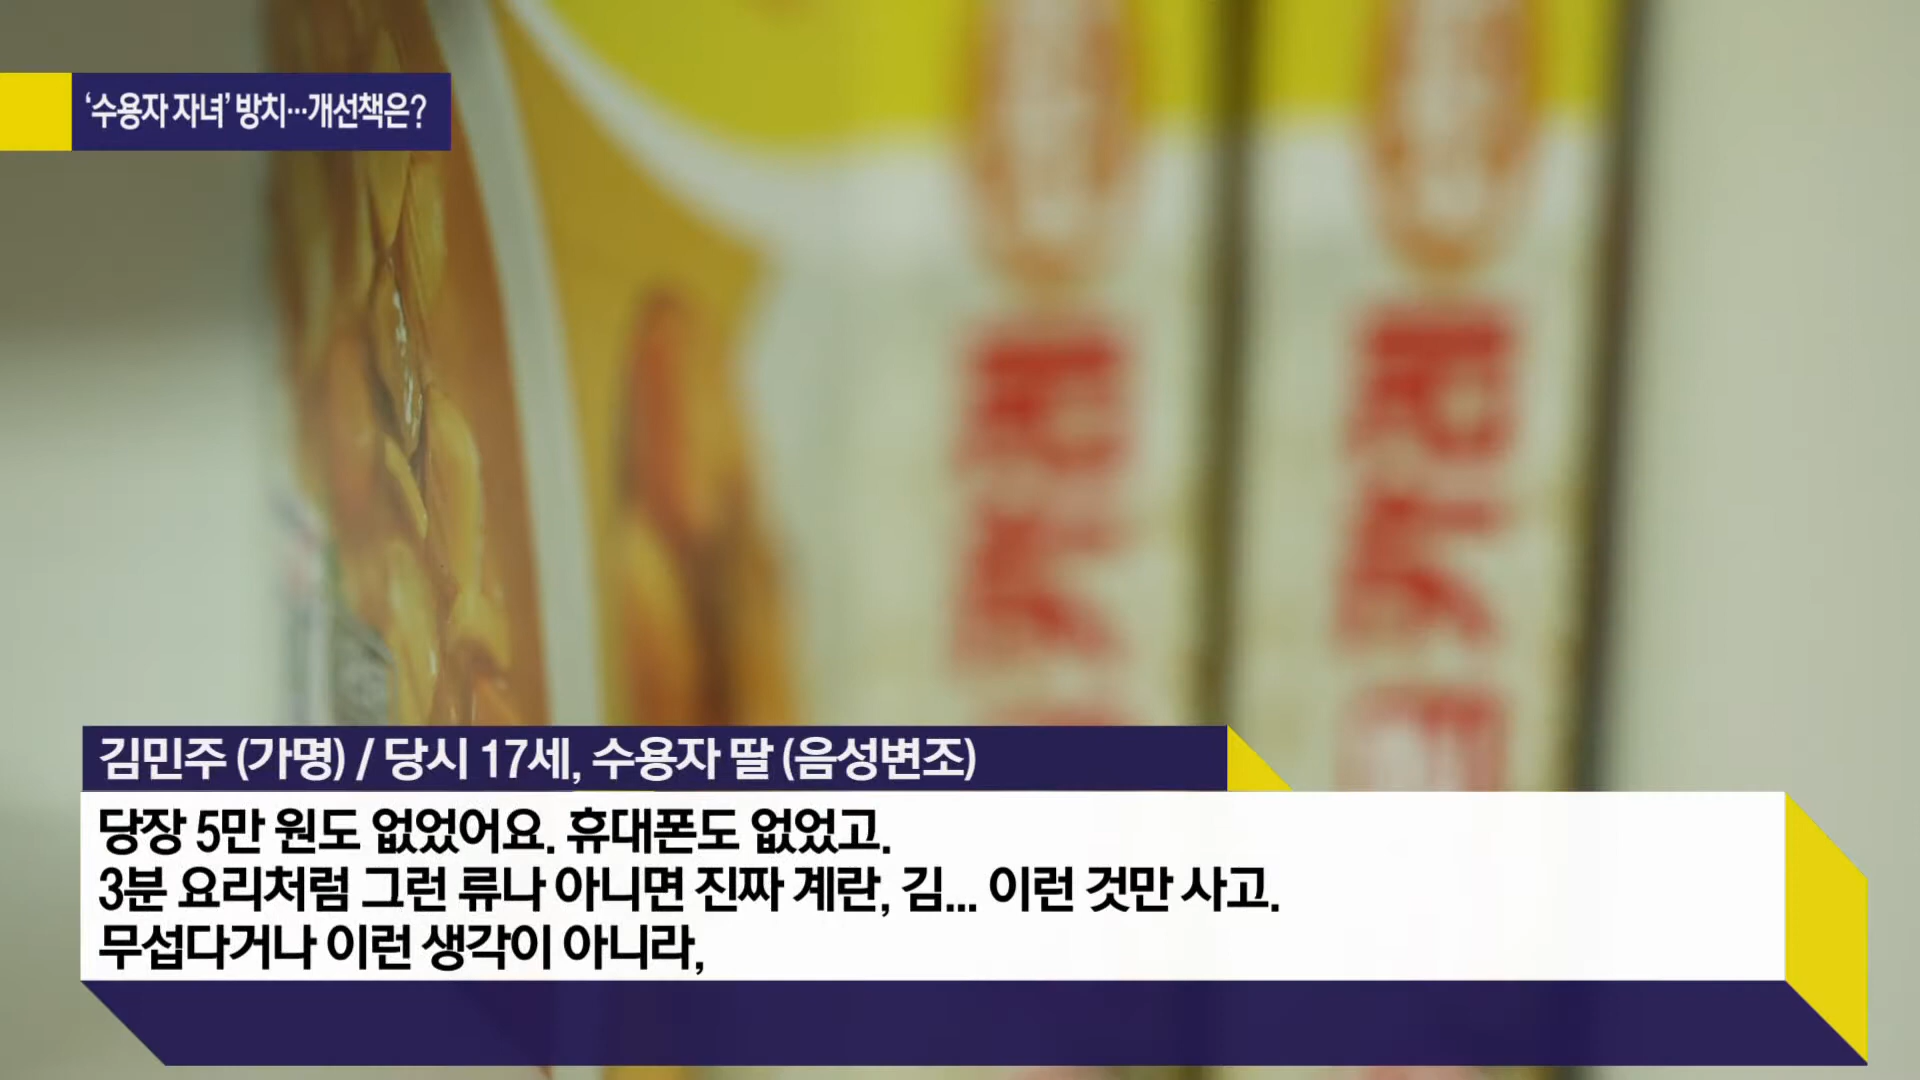 ‘수용자 자녀’ 방치…개선책은?
김민주 (가명) / 당시 17세, 수용자 딸 (음성변조)
당장 5만 원도 없었어요. 휴대폰도 없었고.
3분 요리처럼 그런 류나 아니면 진짜 계란, 김... 이런 것만 사고.
무섭다거나 이런 생각이 아니라,